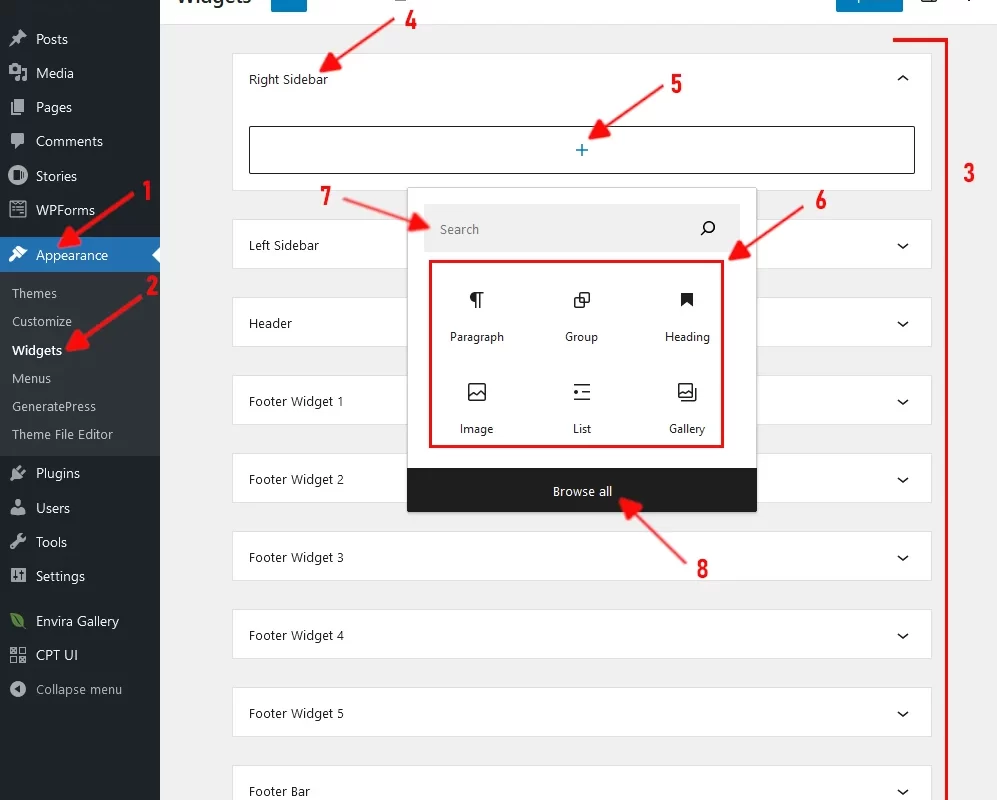 Widgets
4
Posts
Media
Pages
Comments
Stories
WPForms
1
Appearance
2
Themes
Customize
Widgets
Menus
GeneratePress
Theme File Editor
Plugins
Users
Tools
Settings
Envira Gallery
CPT UI
Collapse menu
Right Sidebar
5
3
7
6
Search
Left Sidebar
Header
Paragraph Group Heading
Image List Gallery
Footer Widget 1
Footer Widget 2
Browse all
8
Footer Widget 3
Footer Widget 4
Footer Widget 5
Footer Bar